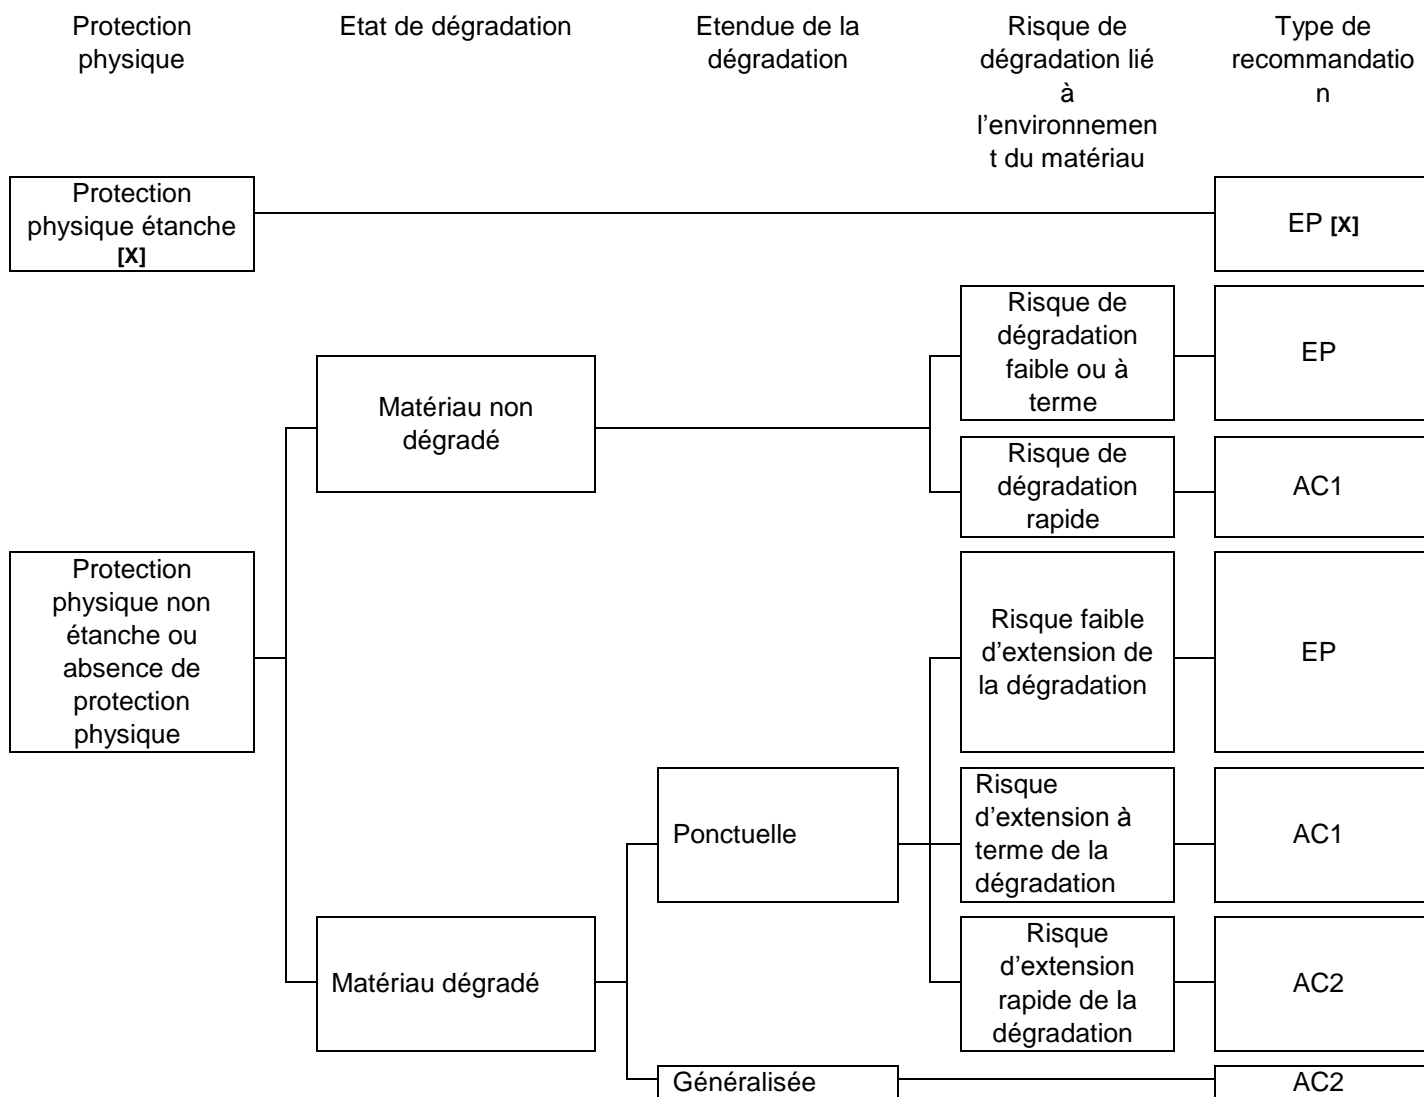 Protection
physique
Etat de dégradation
Etendue de la
dégradation
Risque de
dégradation lié
à
l’environnemen
t du matériau
Type de
recommandatio
n
Protection
physique étanche
[X]
EP [X]
Risque de
dégradation
faible ou à
terme
EP
Matériau non
dégradé
Risque de
dégradation
rapide
AC1
Protection
physique non
étanche ou
absence de
protection
physique
Risque faible
d’extension de
la dégradation
EP
Ponctuelle
Risque
d’extension à
terme de la
dégradation
AC1
Matériau dégradé
Risque
d’extension
rapide de la
dégradation
AC2
Généralisée
AC2